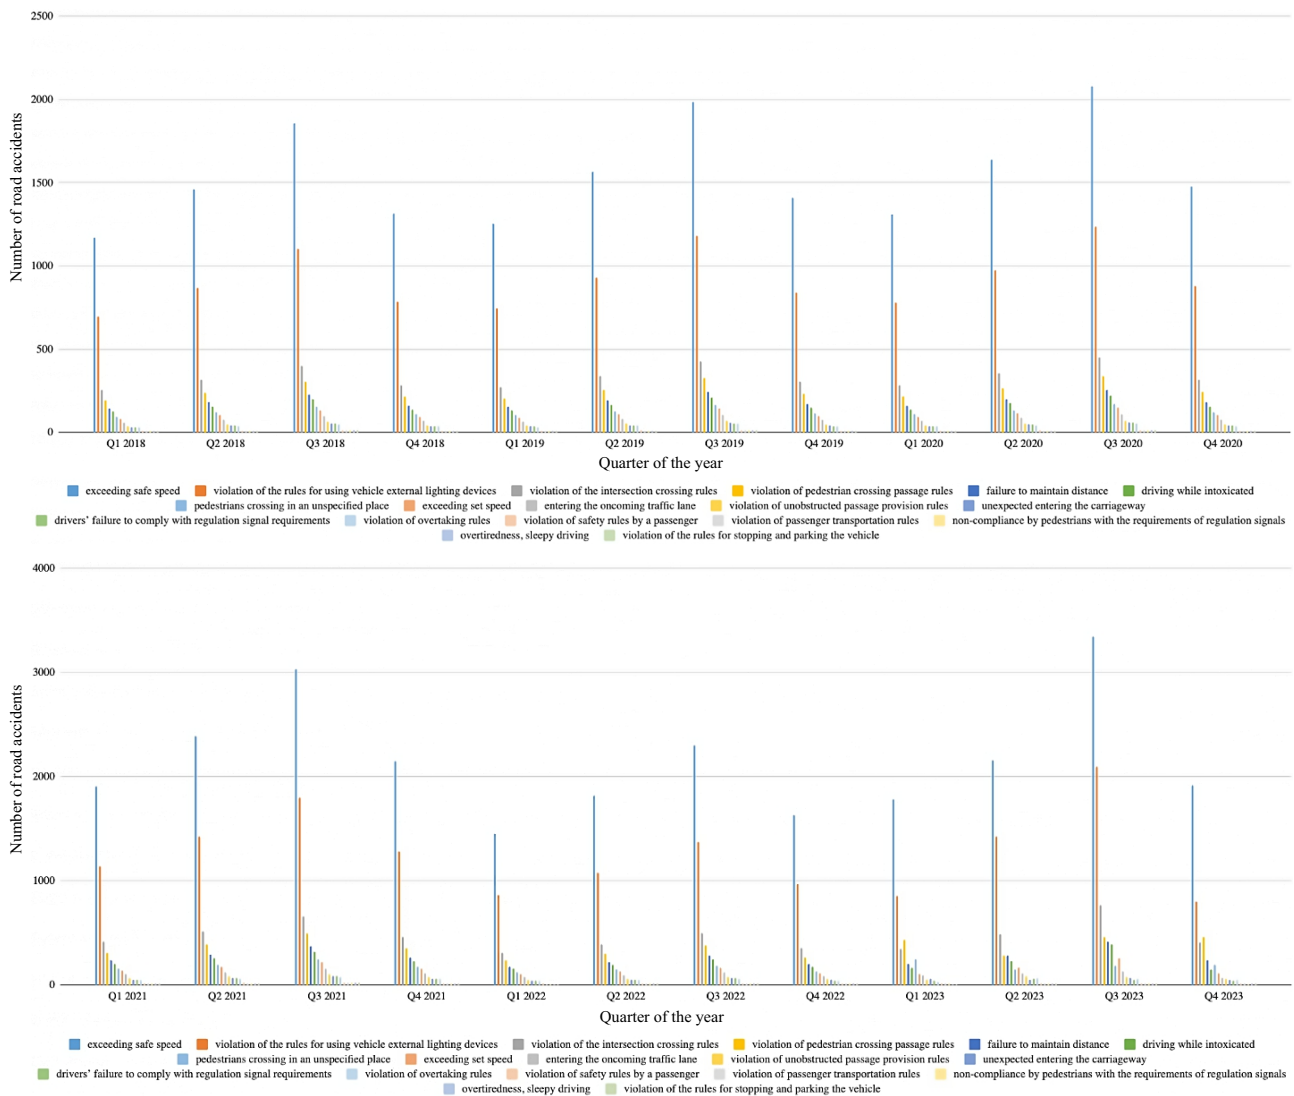 2500
2000
1500
1000
500
0
Number of road accidents
Q1 2018 Q2 2018 Q3 2018 Q4 2018 Q1 2019 Q2 2019 Q3 2019 Q4 2019 Q1 2020 Q2 2020 Q3 2020 Q4 2020
Quarter of the year
exceeding safe speed violation of the rules for using vehicle external lighting devices violation of the intersection crossing rules violation of pedestrian crossing passage rules failure to maintain distance driving while intoxicated
pedestrians crossing in an unspecified place exceeding set speed entering the oncoming traffic lane violation of unobstructed passage provision rules unexpected entering the carriageway
drivers' failure to comply with regulation signal requirements violation of overtaking rules violation of safety rules by a passenger violation of passenger transportation rules non-compliance by pedestrians with the requirements of regulation signals
overtiredness, sleepy driving violation of the rules for stopping and parking the vehicle
4000
3000
2000
1000
0
Number of road accidents
Q1 2021 Q2 2021 Q3 2021 Q4 2021 Q1 2022 Q2 2022 Q3 2022 Q4 2022 Q1 2023 Q2 2023 Q3 2023 Q4 2023
Quarter of the year
exceeding safe speed violation of the rules for using vehicle external lighting devices violation of the intersection crossing rules violation of pedestrian crossing passage rules failure to maintain distance driving while intoxicated
pedestrians crossing in an unspecified place exceeding set speed entering the oncoming traffic lane violation of unobstructed passage provision rules unexpected entering the carriageway
drivers' failure to comply with regulation signal requirements violation of overtaking rules violation of safety rules by a passenger violation of passenger transportation rules non-compliance by pedestrians with the requirements of regulation signals
overtiredness, sleepy driving violation of the rules for stopping and parking the vehicle